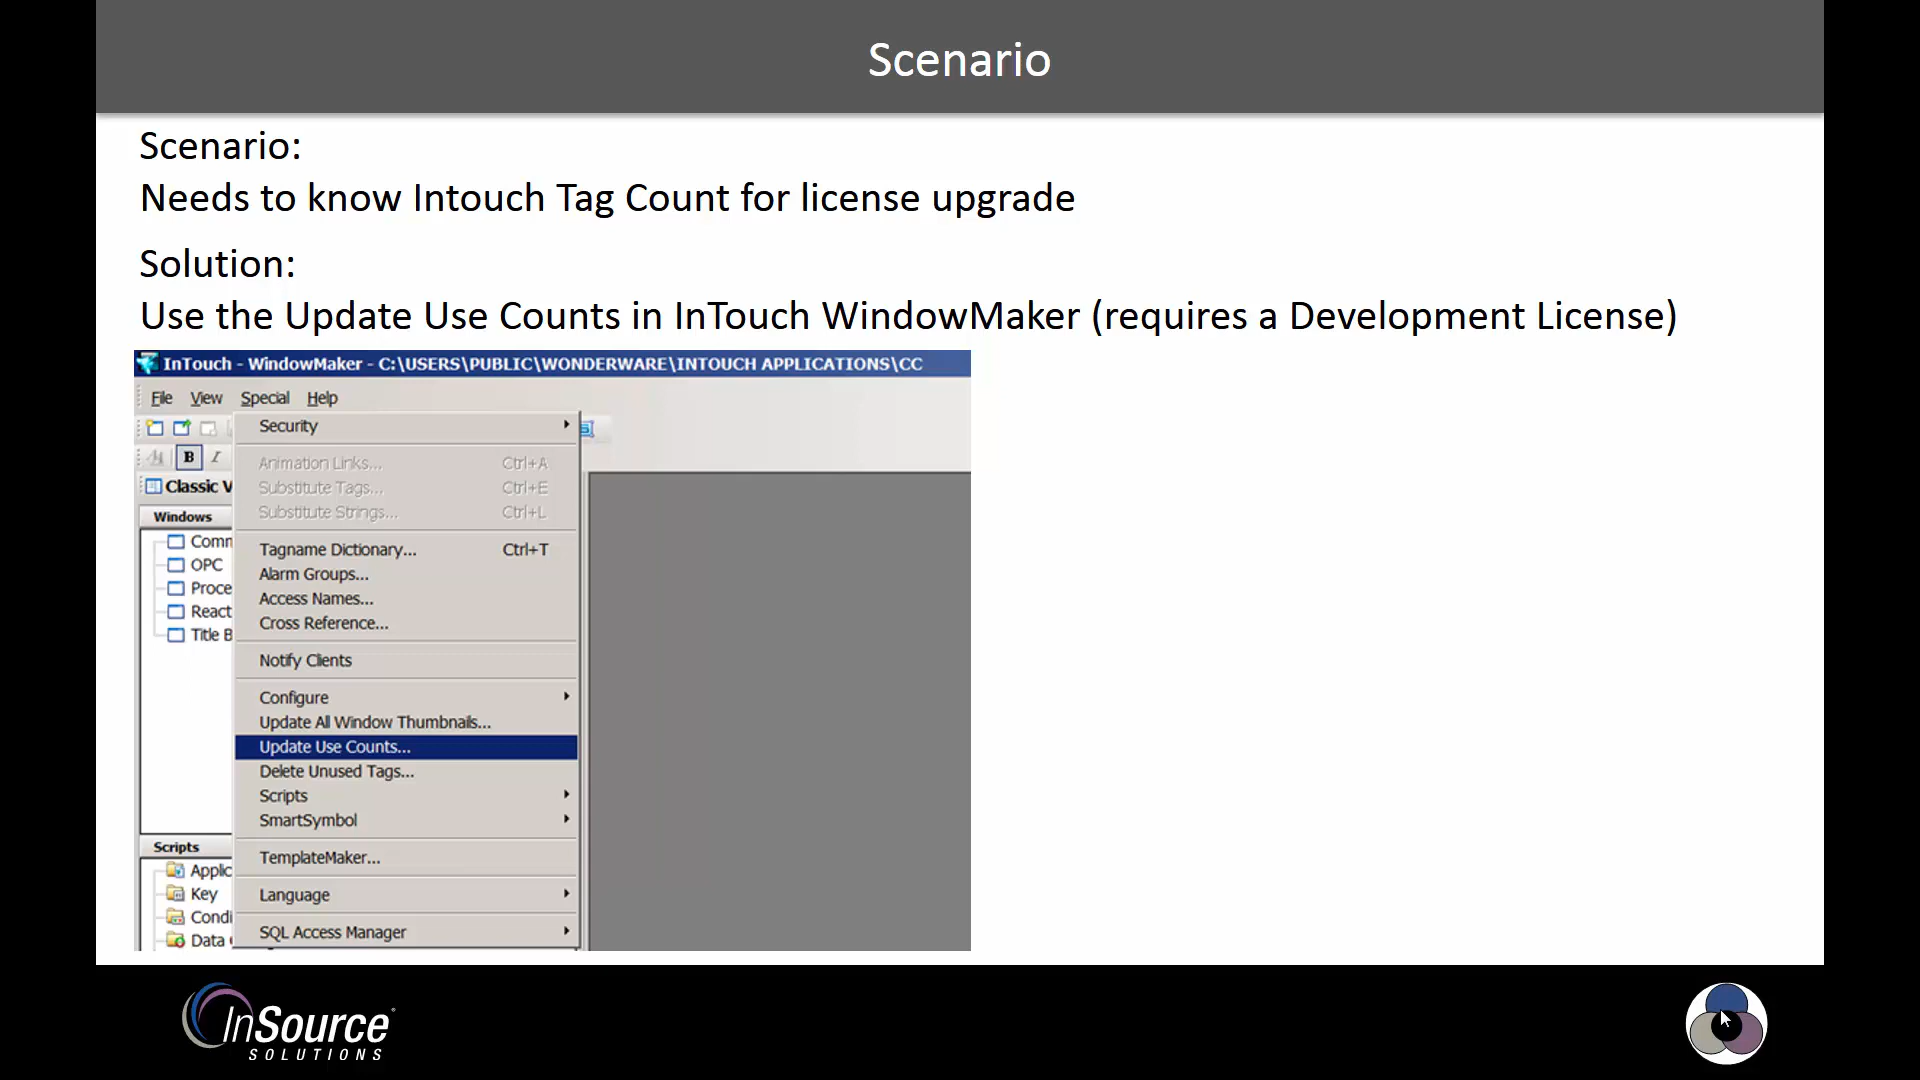 Scenario
Scenario:
Needs to know Intouch Tag Count for license upgrade
Solution:
Use the Update Use Counts in InTouch WindowMaker (requires a Development License)
InTouch - WindowMaker - C:\USERS\PUBLIC\WONDERWARE\INTOUCH APPLICATIONS\CC
File View Special Help
Security
B I
Animation Links... Ctrl+A
Classic V
Substitute Tags... Ctrl+E
Substitute Strings... Ctrl+L
Windows
Comm
Tagname Dictionary... Ctrl+T
OPC
Alarm Groups...
Proce
Access Names...
React
Cross Reference...
Title B
Notify Clients
Configure
Update All Window Thumbnails...
Update Use Counts...
Delete Unused Tags...
Scripts
SmartSymbol
Scripts
TemplateMaker...
Applic
Key
Language
Condi
SQL Access Manager
Data
InSource
SOLUTIONS